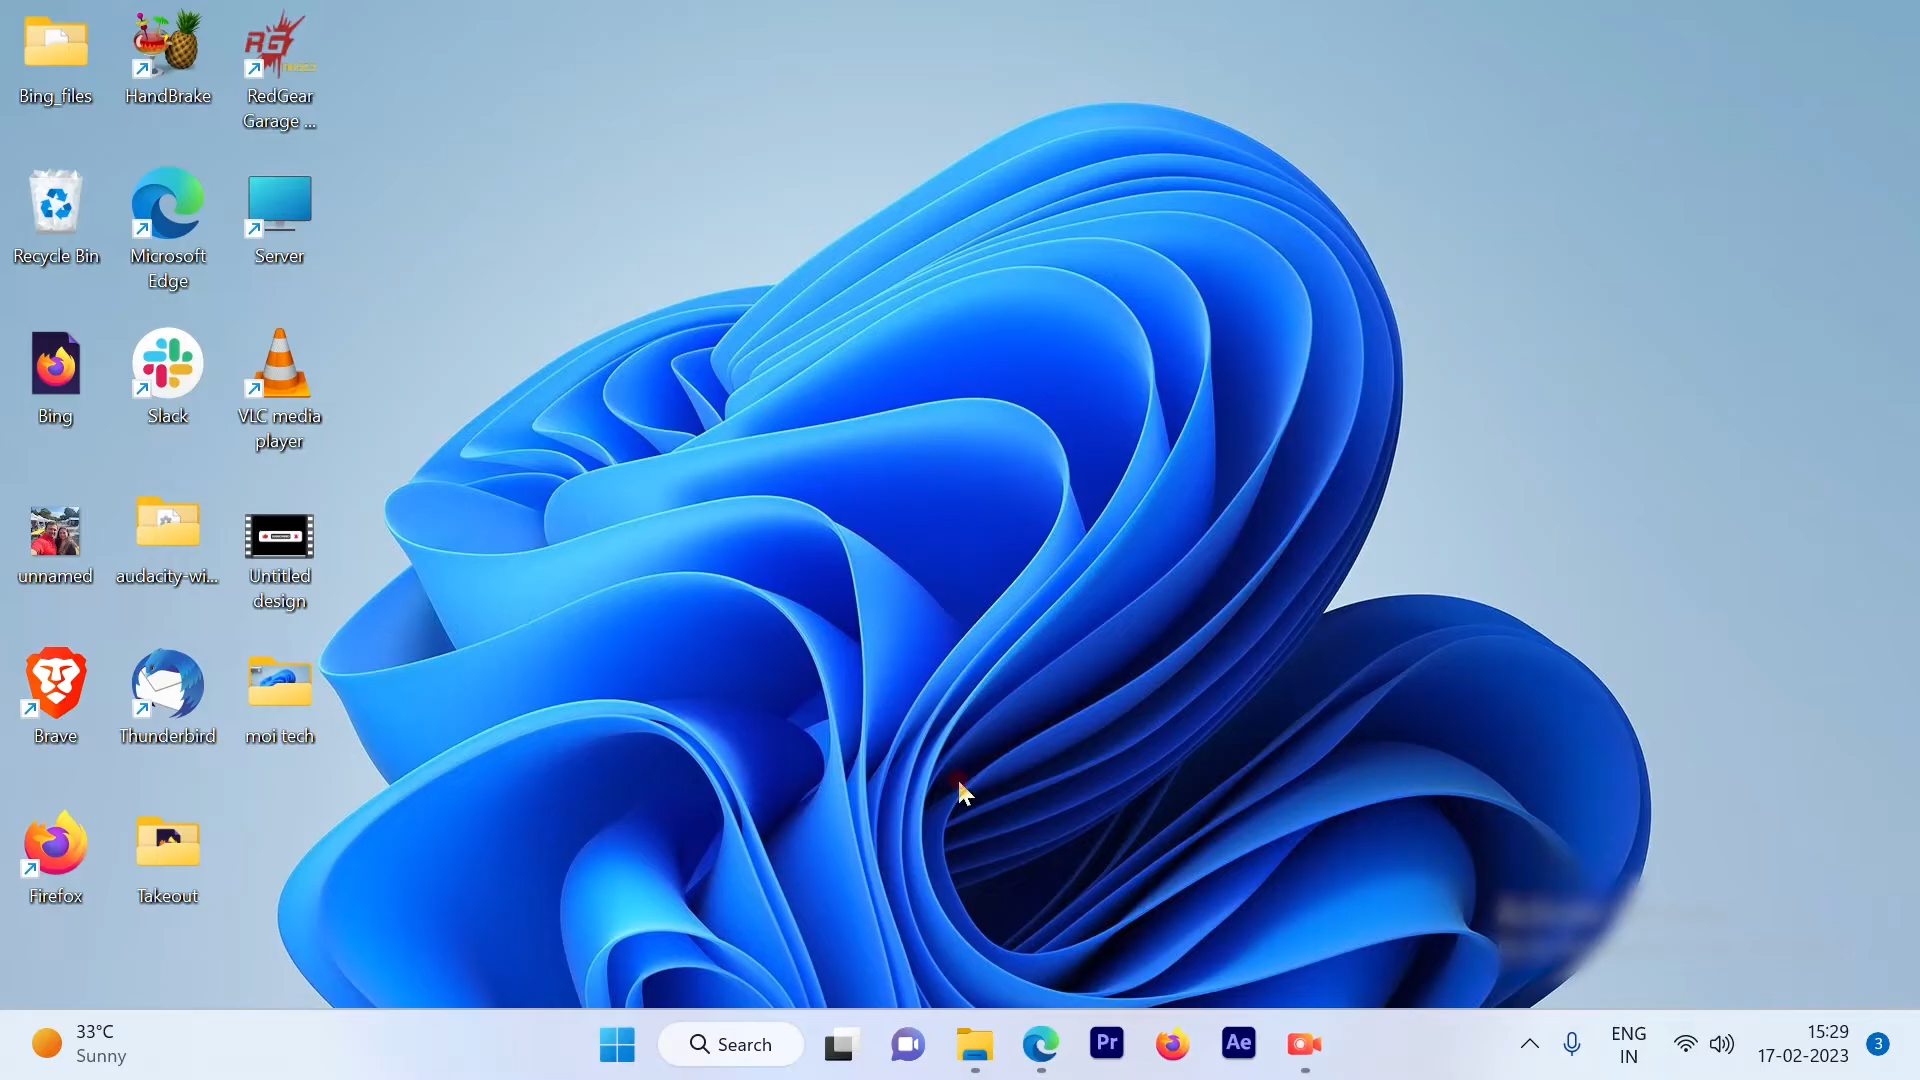 Bing_files
HandBrake
RedGear
Garage ...
Recycle Bin
Microsoft
Edge
Server
Bing
Slack
VLC media
player
unnamed
audacity-wi...
Untitled
design
Brave
Thunderbird
moi tech
Firefox
Takeout
33°C
Sunny
Search
Pr
Ae
ENG
IN
15:29
17-02-2023
3